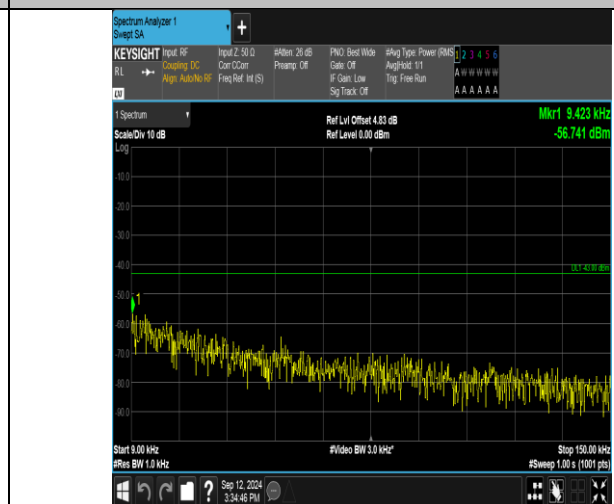 Spectrum Analyzer 1
Swept SA
+
KEYSIGHT
RL
LXI
Input: RF
Coupling: DC
Align: Auto/No RF
Input Z: 50 Ω
Corr CCorr
Freq Ref: Int (S)
#Atten: 26 dB
Preamp: Off
PNO: Best Wide
Gate: Off
IF Gain: Low
Sig Track: Off
#Avg Type: Power (RMS
Avg|Hold: 1/1
Trig: Free Run
1 2 3 4 5 6
A W W W W W
A A A A A A
1 Spectrum
Scale/Div 10 dB
Log
Ref Lvl Offset 4.83 dB
Ref Level 0.00 dBm
Mkr1 9.423 kHz
-56.741 dBm
-10.0
-20.0
-30.0
-40.0
DL1 -43.00 dBm
-50.0
1
-60.0
-70.0
-80.0
-90.0
Start 9.00 kHz
#Res BW 1.0 kHz
#Video BW 3.0 kHz*
Stop 150.00 kHz
#Sweep 1.00 s (1001 pts)
?
Sep 12, 2024
3:34:46 PM